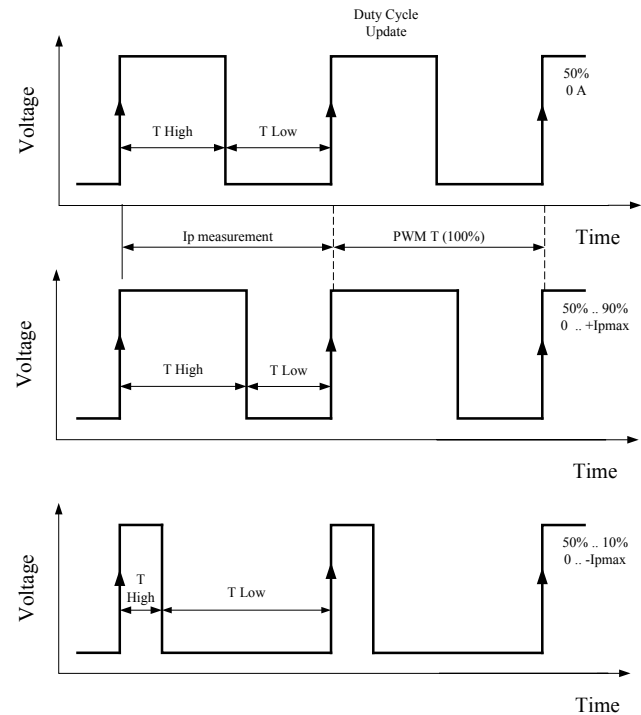 Duty Cycle
Update
50%
0 A
Voltage
T High
T Low
Time
Ip measurement
PWM T (100%)
50% .. 90%
0 .. +Ipmax
Voltage
T High
T Low
Time
50% .. 10%
0 .. -Ipmax
Voltage
T
High
T Low
Time